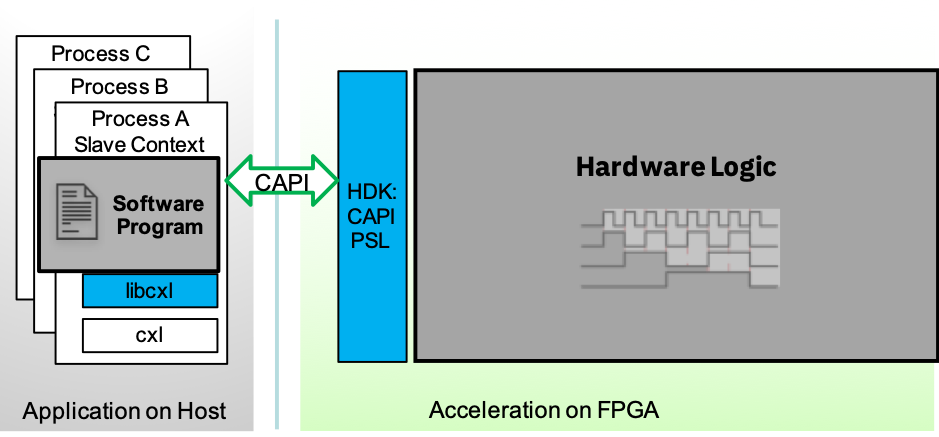 Process C
Process B
Process A
Slave Context
Software
Program
libcxl
cxl
Application on Host
CAPI
HDK:
CAPI
PSL
Hardware Logic
Acceleration on FPGA